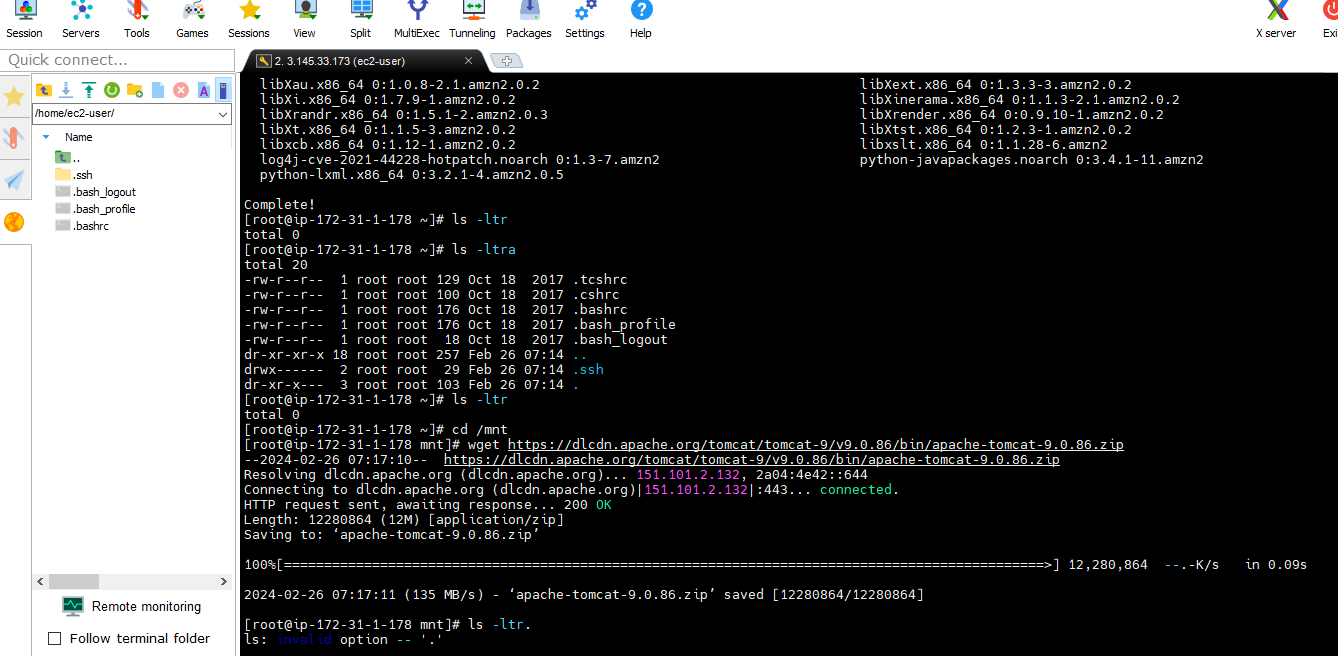 Session Servers Tools Games Sessions View Split MultiExec Tunneling Packages Settings Help X server Exi
Quick connect...
2. 3.145.33.173 (ec2-user)
/home/ec2-user/
Name
..
.ssh
.bash_logout
.bash_profile
.bashrc
Remote monitoring
Follow terminal folder
libXau.x86_64 0:1.0.8-2.1.amzn2.0.2 libXext.x86_64 0:1.3.3-3.amzn2.0.2
libXi.x86_64 0:1.7.9-1.amzn2.0.2 libXinerama.x86_64 0:1.1.3-2.1.amzn2.0.2
libXrandr.x86_64 0:1.5.1-2.amzn2.0.3 libXrender.x86_64 0:0.9.10-1.amzn2.0.2
libXt.x86_64 0:1.1.5-3.amzn2.0.2 libXtst.x86_64 0:1.2.3-1.amzn2.0.2
libxcb.x86_64 0:1.12-1.amzn2.0.2 libxslt.x86_64 0:1.1.28-6.amzn2
log4j-cve-2021-44228-hotpatch.noarch 0:1.3-7.amzn2 python-javapackages.noarch 0:3.4.1-11.amzn2
python-lxml.x86_64 0:3.2.1-4.amzn2.0.5
Complete!
[root@ip-172-31-1-178 ~]# ls -ltr
total 0
[root@ip-172-31-1-178 ~]# ls -ltra
total 20
-rw-r--r--  1 root root 129 Oct 18  2017 .tcshrc
-rw-r--r--  1 root root 100 Oct 18  2017 .cshrc
-rw-r--r--  1 root root 176 Oct 18  2017 .bashrc
-rw-r--r--  1 root root 176 Oct 18  2017 .bash_profile
-rw-r--r--  1 root root  18 Oct 18  2017 .bash_logout
dr-xr-xr-x 18 root root 257 Feb 26 07:14 ..
drwx------  2 root root  29 Feb 26 07:14 .ssh
dr-xr-x---  3 root root 103 Feb 26 07:14 .
[root@ip-172-31-1-178 ~]# ls -ltr
total 0
[root@ip-172-31-1-178 ~]# cd /mnt
[root@ip-172-31-1-178 mnt]# wget https://dlcdn.apache.org/tomcat/tomcat-9/v9.0.86/bin/apache-tomcat-9.0.86.zip
--2024-02-26 07:17:10--  https://dlcdn.apache.org/tomcat/tomcat-9/v9.0.86/bin/apache-tomcat-9.0.86.zip
Resolving dlcdn.apache.org (dlcdn.apache.org)... 151.101.2.132, 2a04:4e42::644
Connecting to dlcdn.apache.org (dlcdn.apache.org)|151.101.2.132|:443... connected.
HTTP request sent, awaiting response... 200 OK
Length: 12280864 (12M) [application/zip]
Saving to: ‘apache-tomcat-9.0.86.zip’
100%[===============================================================================================>] 12,280,864  --.-K/s   in 0.09s
2024-02-26 07:17:11 (135 MB/s) - ‘apache-tomcat-9.0.86.zip’ saved [12280864/12280864]
[root@ip-172-31-1-178 mnt]# ls -ltr.
ls: invalid option -- '.'